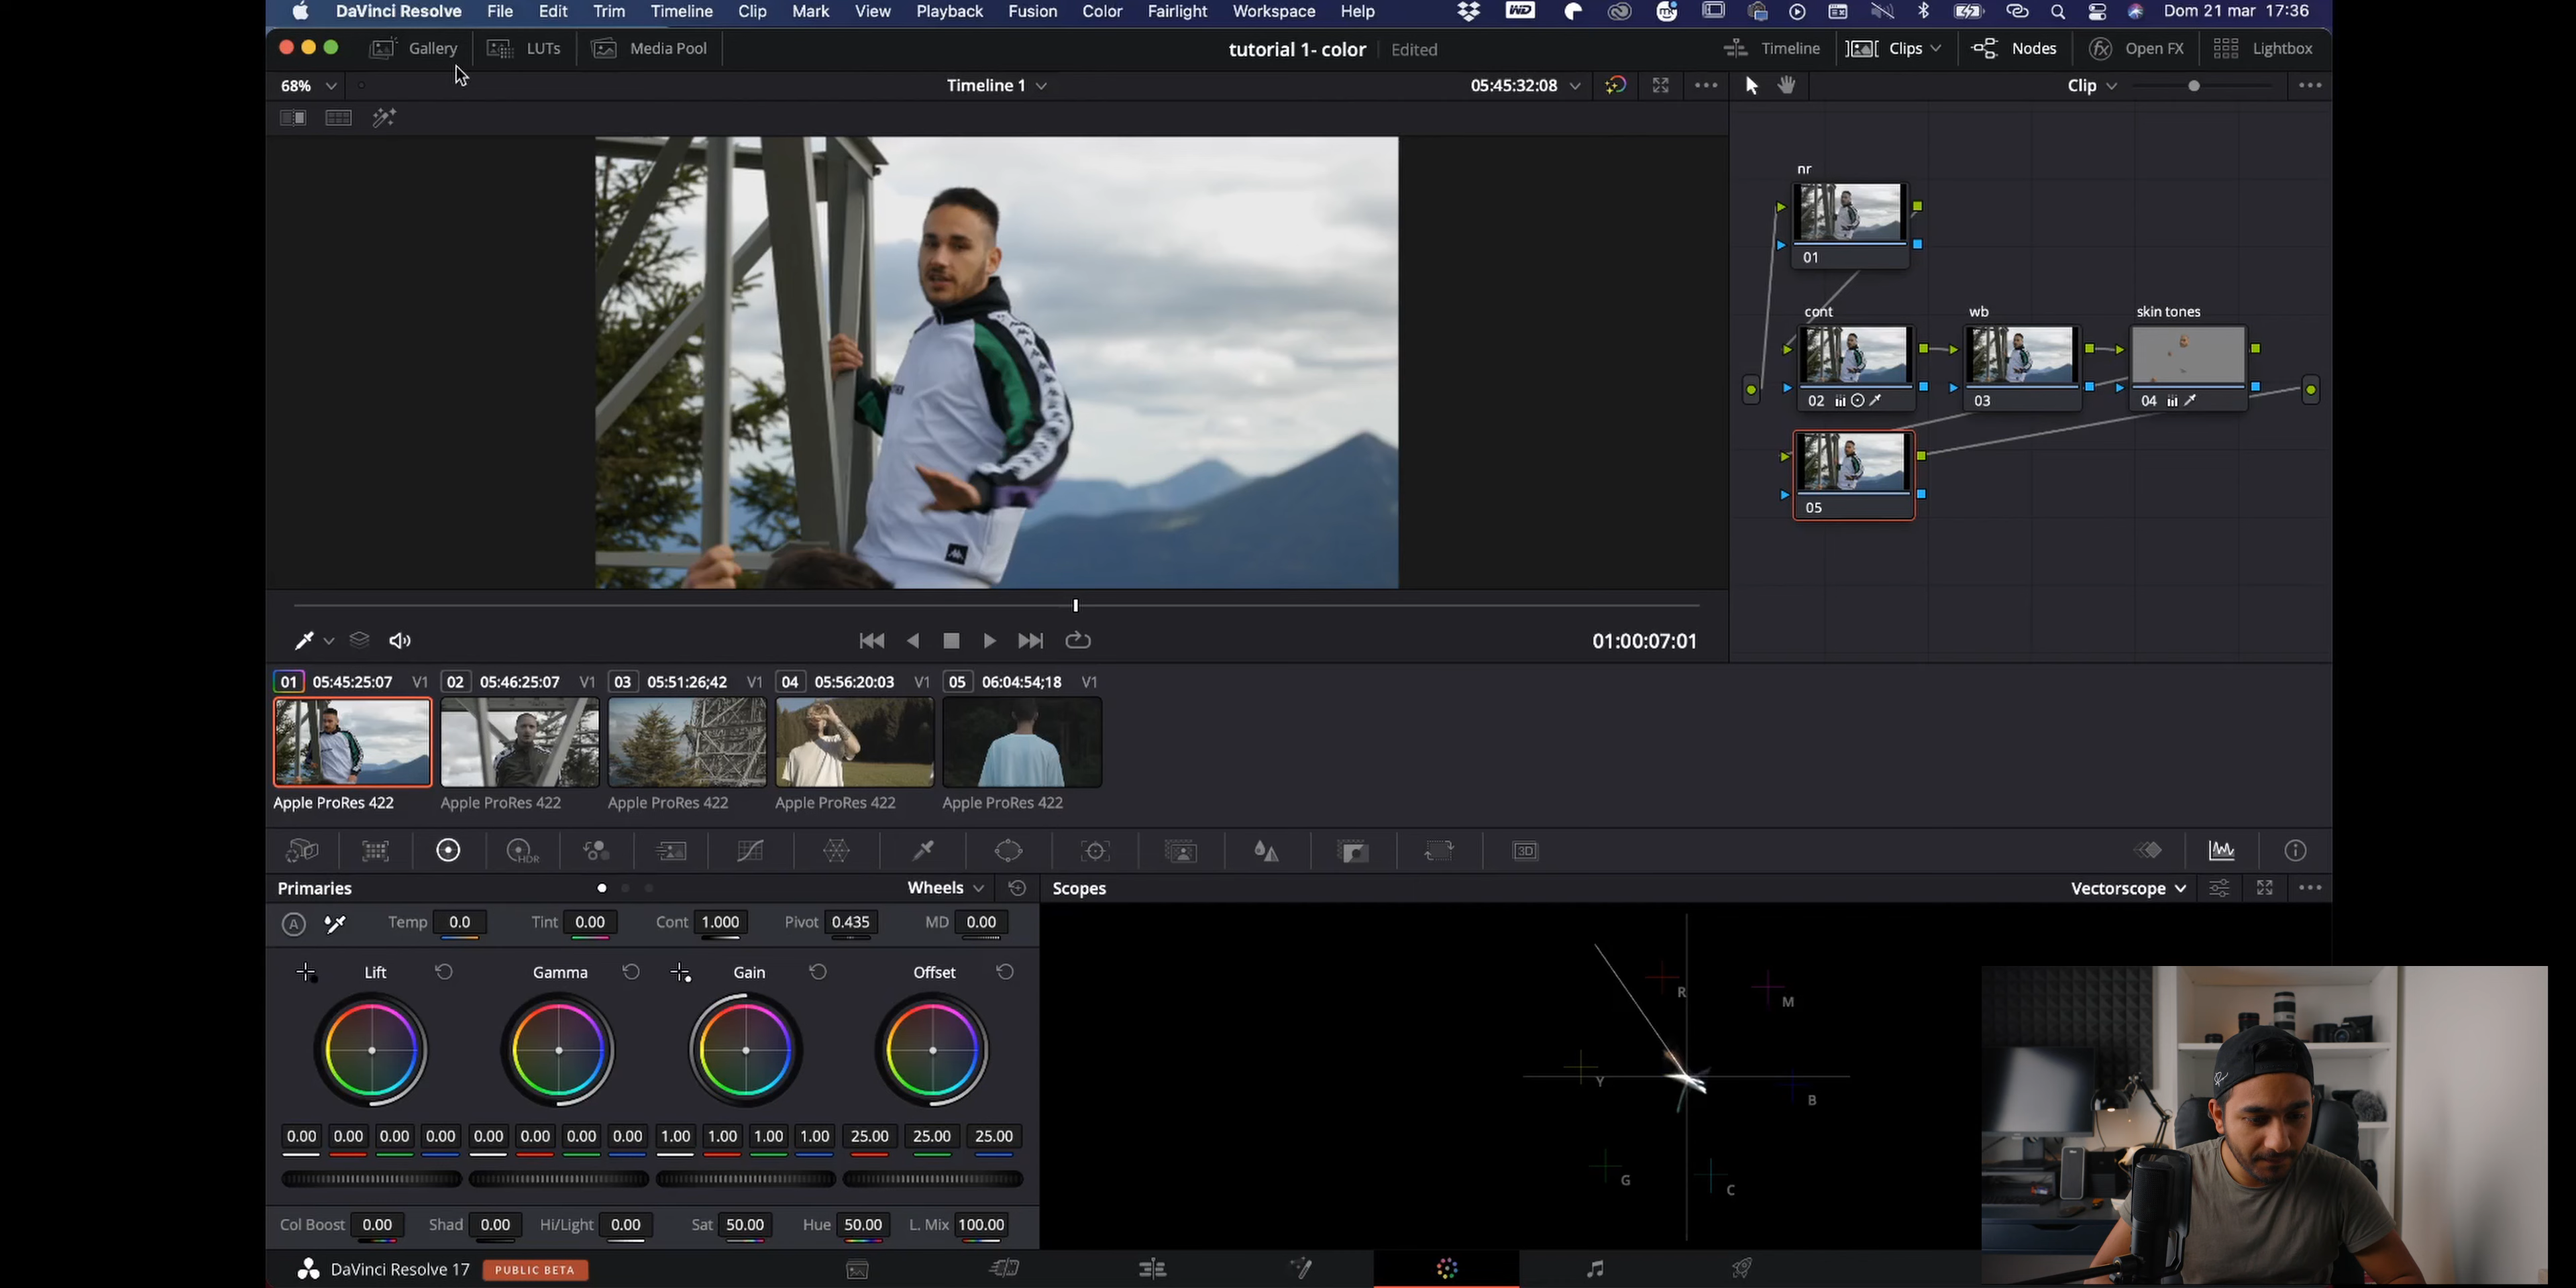 DaVinci Resolve File Edit Trim Timeline Clip Mark View Playback Fusion Color Fairlight Workspace Help Dom 21 mar 17:36
Gallery LUTs Media Pool tutorial 1- color Edited Timeline Clips Nodes Open FX Lightbox
68% Timeline 1 05:45:32:08 Clip
nr
01
cont wb skin tones
02 03 04
05
01:00:07:01
01 05:45:25:07 V1 02 05:46:25:07 V1 03 05:51:26;42 V1 04 05:56:20:03 V1 05 06:04:54;18 V1
Apple ProRes 422 Apple ProRes 422 Apple ProRes 422 Apple ProRes 422 Apple ProRes 422
HDR 3D
Primaries Wheels Scopes Vectorscope
A Temp 0.0 Tint 0.00 Cont 1.000 Pivot 0.435 MD 0.00
Lift Gamma Gain Offset
R M
Y B
G C
0.00 0.00 0.00 0.00 0.00 0.00 0.00 0.00 1.00 1.00 1.00 1.00 25.00 25.00 25.00
Col Boost 0.00 Shad 0.00 Hi/Light 0.00 Sat 50.00 Hue 50.00 L. Mix 100.00
DaVinci Resolve 17 PUBLIC BETA